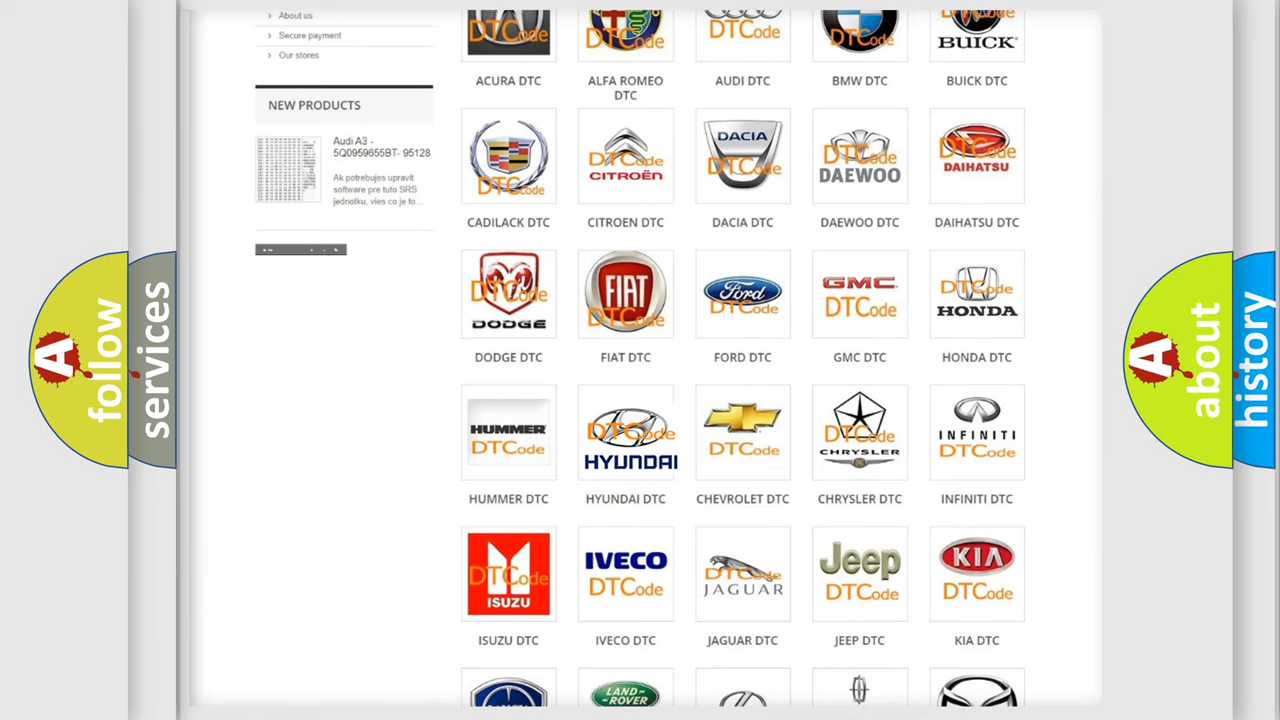 About us
Secure payment
Our stores
NEW PRODUCTS
Audi A3 -
5Q0959655BT- 95128
Ak potrebujes upravit
software pre tuto SRS
jednotku, vies co je to...
DTCode
DTCode
DTCode
DTCode
BUICK
ACURA DTC
ALFA ROMEO
DTC
AUDI DTC
BMW DTC
BUICK DTC
DTCode
DTCode
CITROËN
DACIA
DTCode
DTCode
DAEWOO
DTCode
DAIHATSU
CADILACK DTC
CITROEN DTC
DACIA DTC
DAEWOO DTC
DAIHATSU DTC
DTCode
DODGE
FIAT
DTCode
Ford
DTCode
GMC
DTCode
DTCode
HONDA
DODGE DTC
FIAT DTC
FORD DTC
GMC DTC
HONDA DTC
HUMMER
DTCode
DTCode
HYUNDAI
DTCode
DTCode
CHRYSLER
INFINITI
DTCode
HUMMER DTC
HYUNDAI DTC
CHEVROLET DTC
CHRYSLER DTC
INFINITI DTC
DTCode
ISUZU
IVECO
DTCode
DTCode
JAGUAR
Jeep
DTCode
KIA
DTCode
ISUZU DTC
IVECO DTC
JAGUAR DTC
JEEP DTC
KIA DTC
LAND-
ROVER
A
follow
services
A
about
history